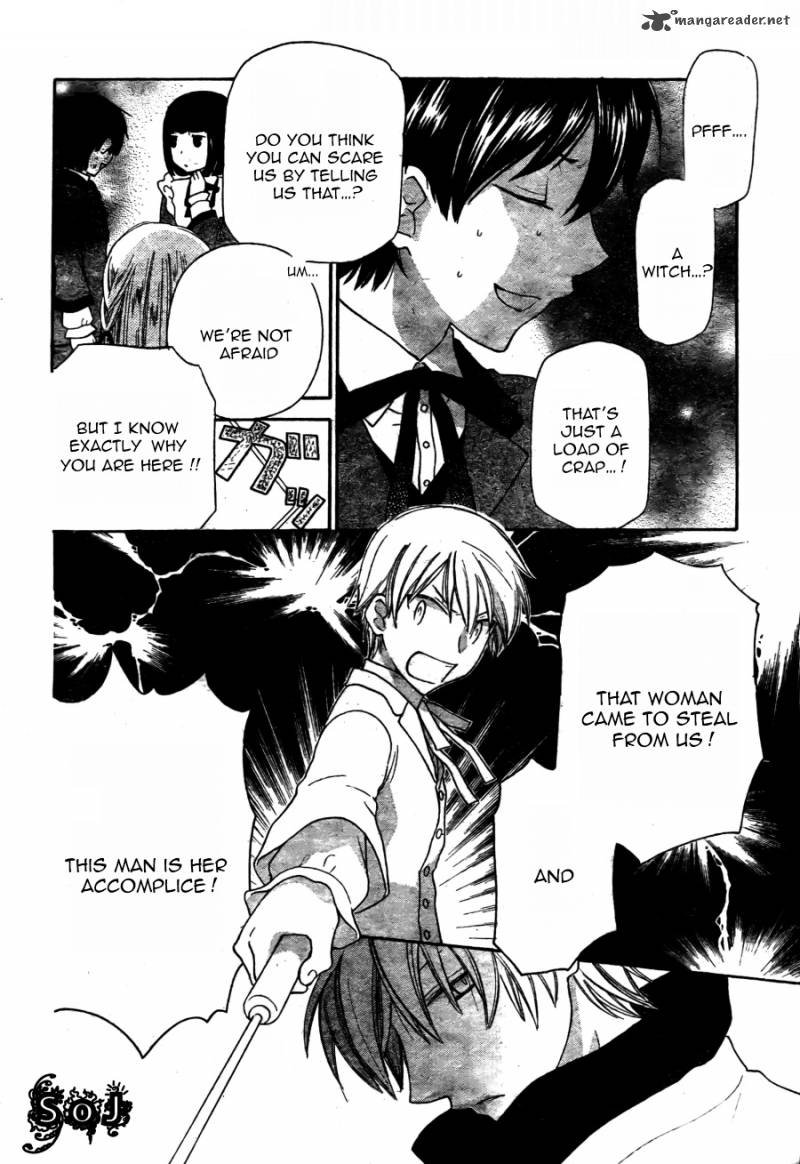 mangareader.net
PFFF....
A
WITCH...?
THAT'S
JUST A
LOAD OF
CRAP...!
DO YOU THINK
YOU CAN SCARE
US BY TELLING
US THAT...?
UM...
WE'RE NOT
AFRAID
BUT I KNOW
EXACTLY WHY
YOU ARE HERE !!
ガ
THAT WOMAN
CAME TO STEAL
FROM US !
AND
THIS MAN IS HER
ACCOMPLICE !
SoJ